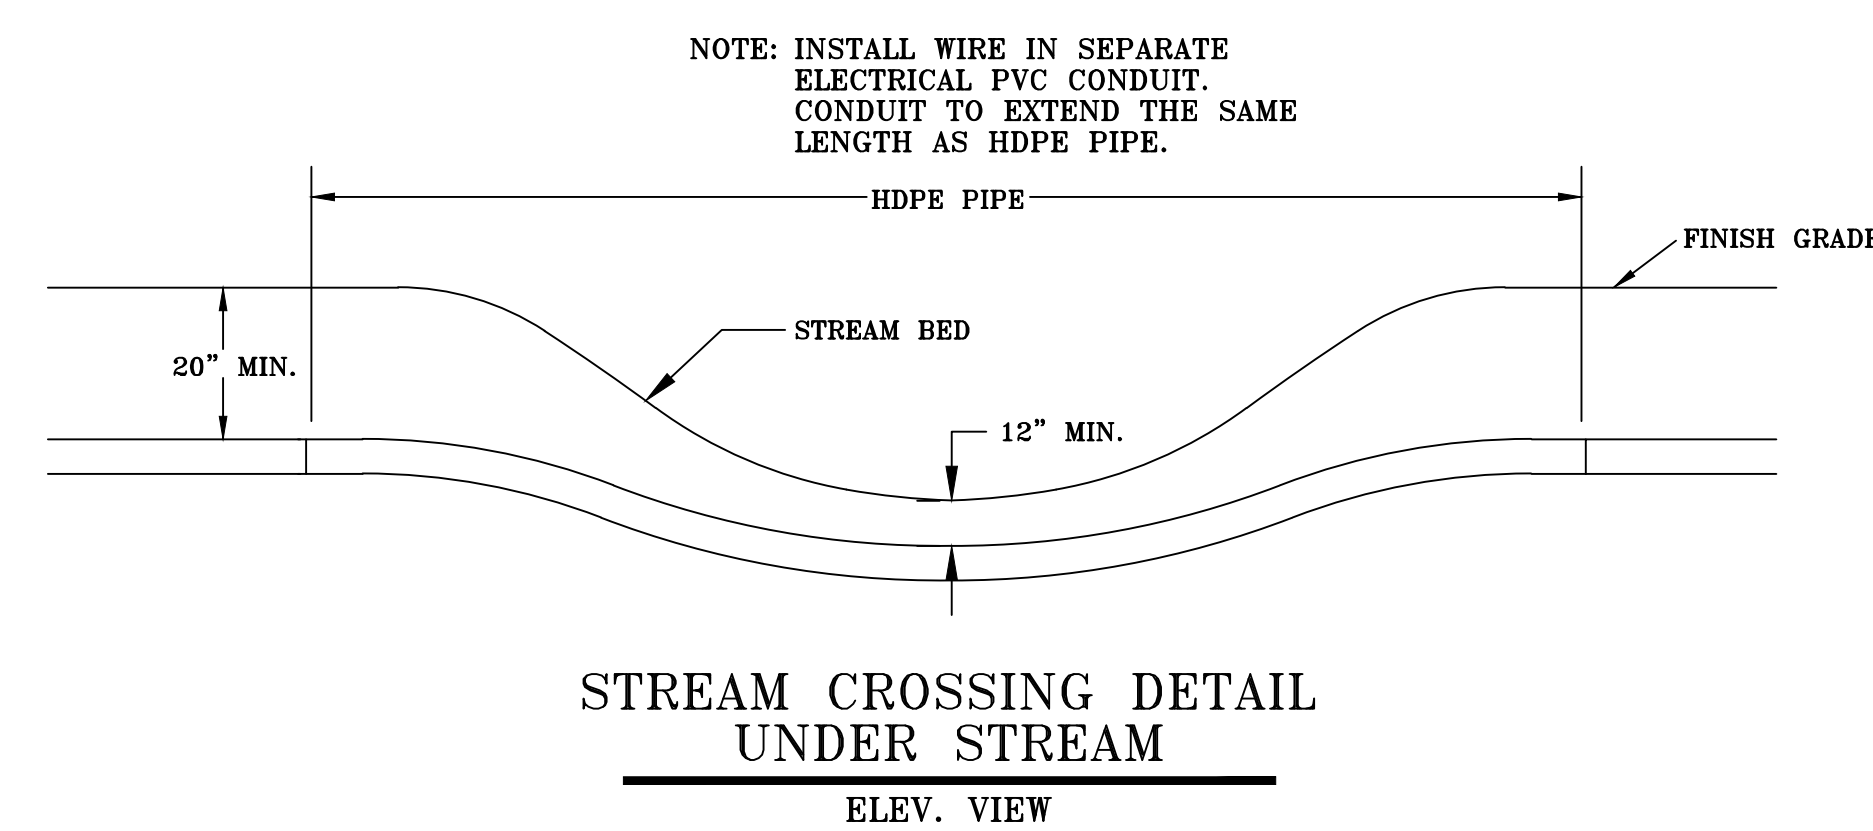 NOTE: INSTALL WIRE IN SEPARATE
ELECTRICAL PVC CONDUIT.
CONDUIT TO EXTEND THE SAME
LENGTH AS HDPE PIPE.
HDPE PIPE
FINISH GRADE
STREAM BED
20” MIN.
12” MIN.
STREAM CROSSING DETAIL
UNDER STREAM
ELEV. VIEW